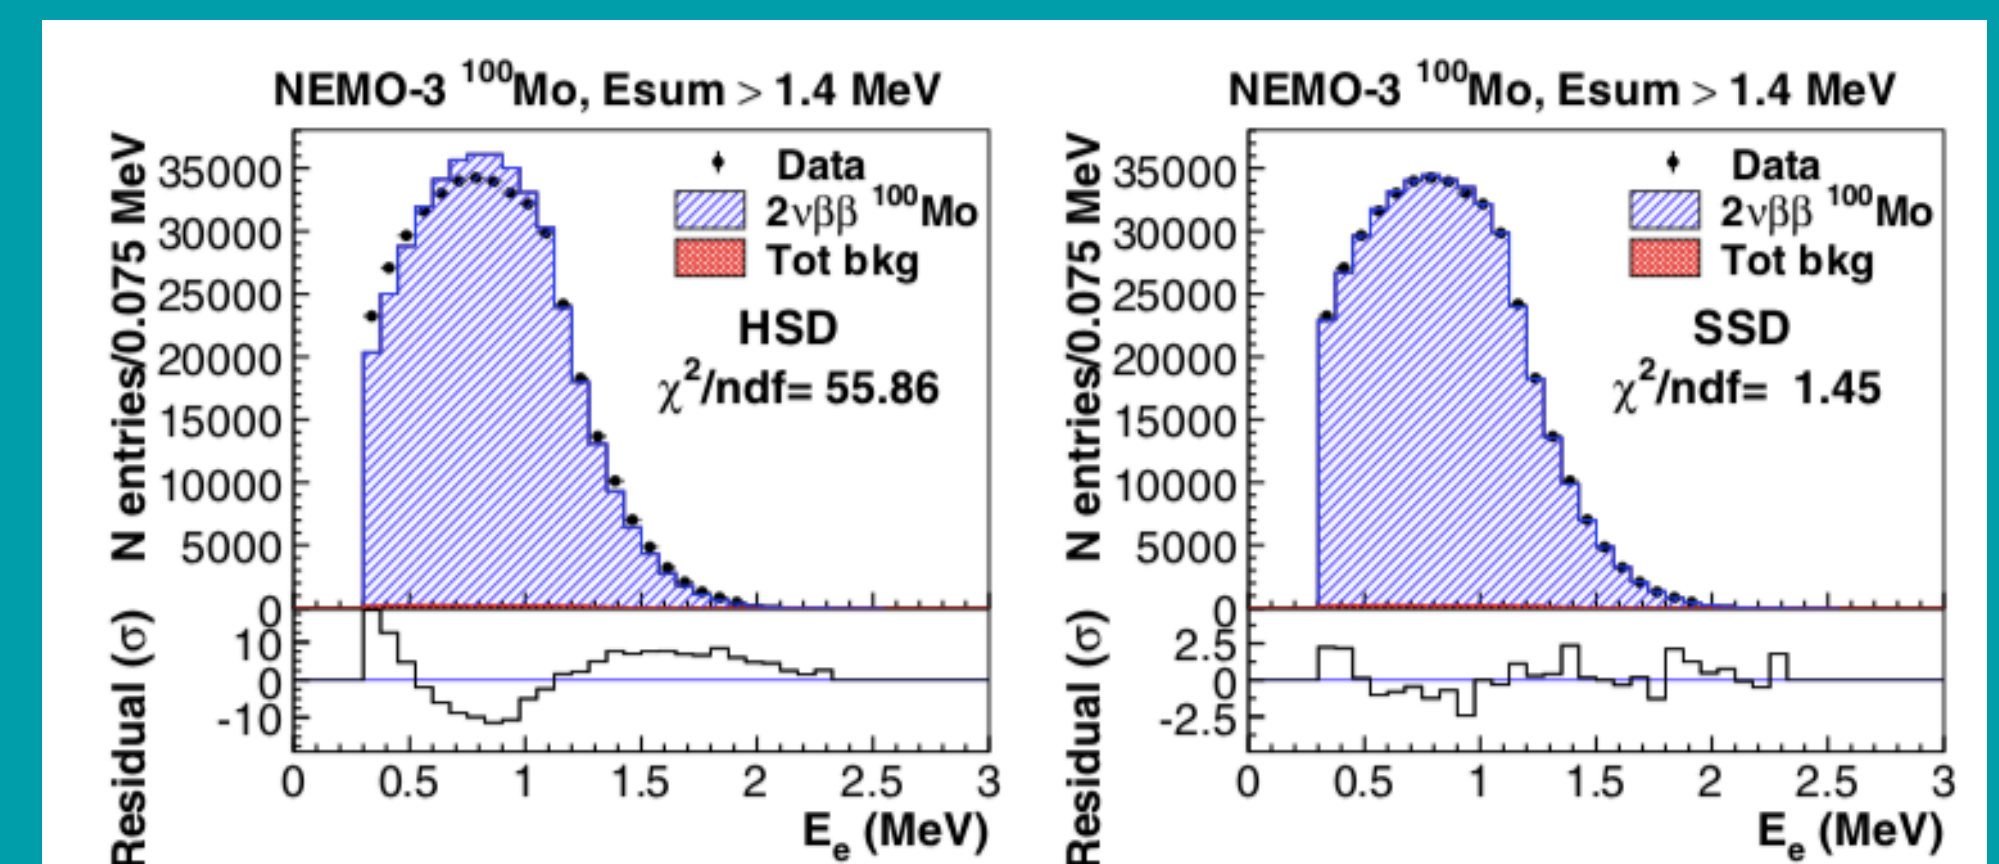 NEMO-3 ¹⁰⁰Mo, Esum > 1.4 MeV
N entries/0.075 MeV
35000
30000
25000
20000
15000
10000
5000
0
Data
2νββ ¹⁰⁰Mo
Tot bkg
HSD
χ²/ndf= 55.86
Residual (σ)
10
0
-10
0 0.5 1 1.5 2 2.5 3
Eₑ (MeV)
NEMO-3 ¹⁰⁰Mo, Esum > 1.4 MeV
N entries/0.075 MeV
35000
30000
25000
20000
15000
10000
5000
0
Data
2νββ ¹⁰⁰Mo
Tot bkg
SSD
χ²/ndf= 1.45
Residual (σ)
2.5
0
-2.5
0 0.5 1 1.5 2 2.5 3
Eₑ (MeV)